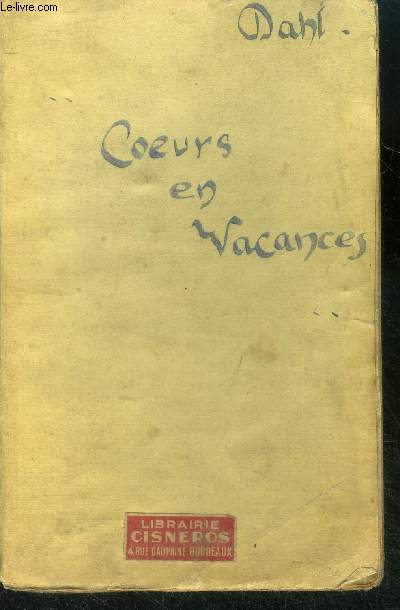 Le-livre.com
Dahl.
Coeurs
en
Vacances
LIBRAIRIE
CISNEROS
4, RUE DAUPHINE BORDEAUX